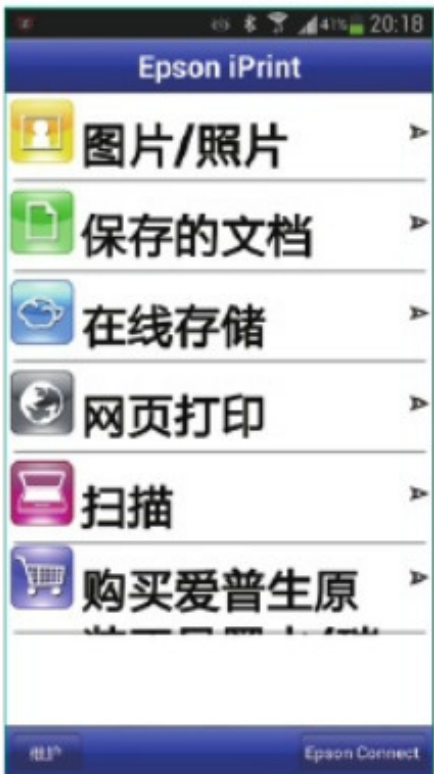 41% 20:18
Epson iPrint
图片/照片
保存的文档
在线存储
网页打印
扫描
购买爱普生原
维护
Epson Connect